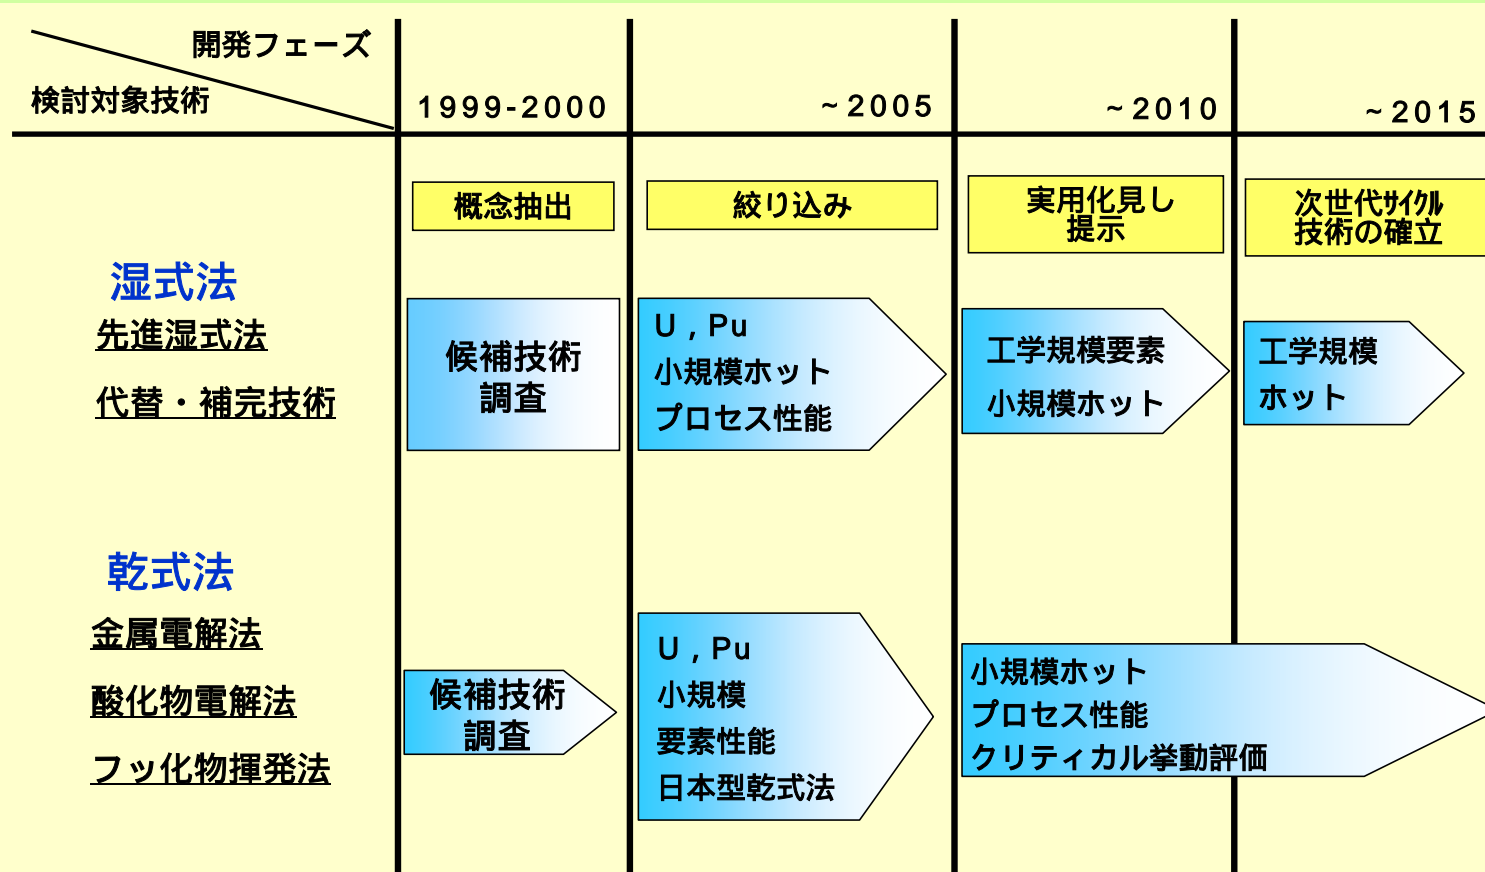 開発フェーズ
検討対象技術
1999-2000
~2005
~2010
~2015
概念抽出
絞り込み
実用化見し
提示
次世代サイクル
技術の確立
湿式法
先進湿式法
代替・補完技術
候補技術
調査
U , Pu
小規模ホット
プロセス性能
工学規模要素
小規模ホット
工学規模
ホット
乾式法
金属電解法
酸化物電解法
フッ化物揮発法
候補技術
調査
U , Pu
小規模
要素性能
日本型乾式法
小規模ホット
プロセス性能
クリティカル挙動評価